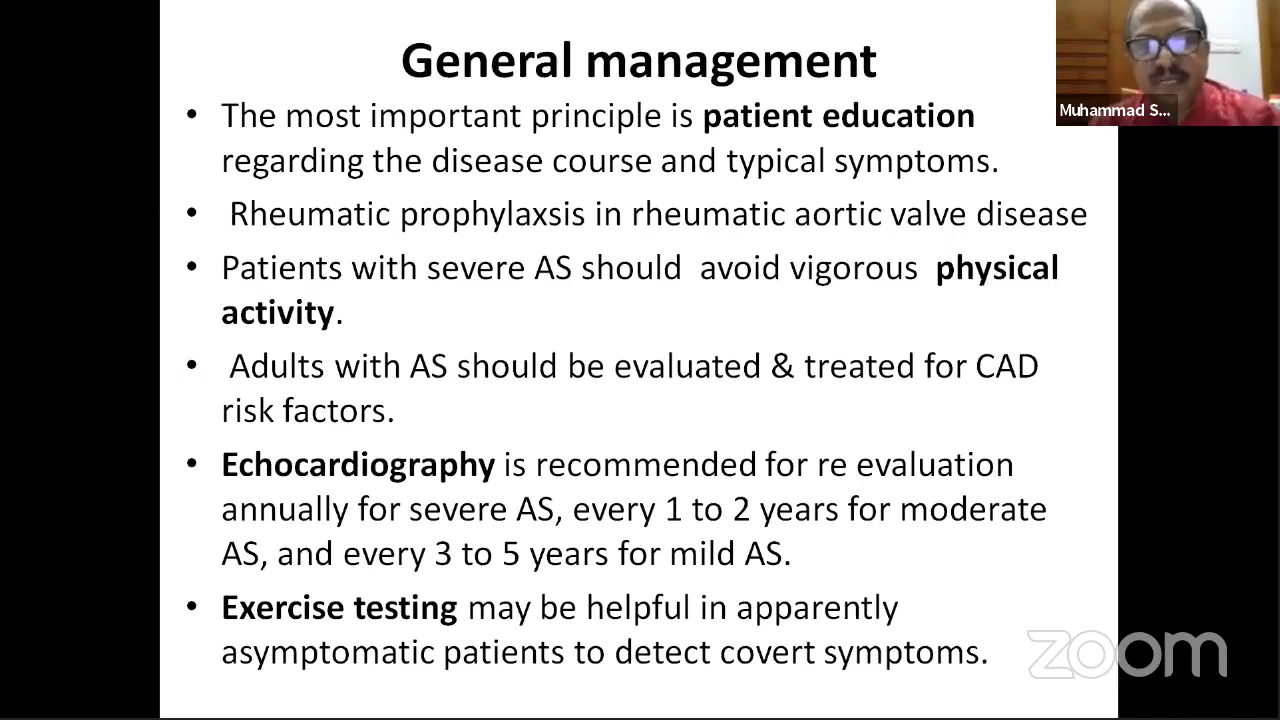 General management
• The most important principle is patient education
regarding the disease course and typical symptoms.
• Rheumatic prophylaxsis in rheumatic aortic valve disease
• Patients with severe AS should avoid vigorous physical
activity.
• Adults with AS should be evaluated & treated for CAD
risk factors.
• Echocardiography is recommended for re evaluation
annually for severe AS, every 1 to 2 years for moderate
AS, and every 3 to 5 years for mild AS.
• Exercise testing may be helpful in apparently
asymptomatic patients to detect covert symptoms.
Muhammad S...
zoom